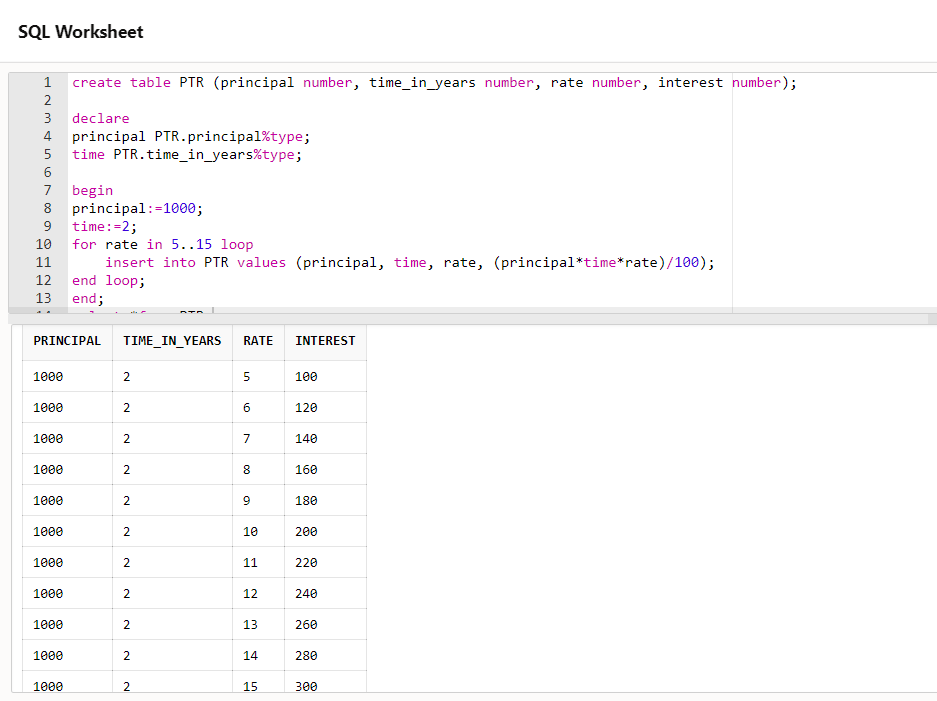 SQL Worksheet
1 create table PTR (principal number, time_in_years number, rate number, interest number);
2
3 declare
4 principal PTR.principal%type;
5 time PTR.time_in_years%type;
6
7 begin
8 principal:=1000;
9 time:=2;
10 for rate in 5..15 loop
11     insert into PTR values (principal, time, rate, (principal*time*rate)/100);
12 end loop;
13 end;
PRINCIPAL TIME_IN_YEARS RATE INTEREST
1000 2 5 100
1000 2 6 120
1000 2 7 140
1000 2 8 160
1000 2 9 180
1000 2 10 200
1000 2 11 220
1000 2 12 240
1000 2 13 260
1000 2 14 280
1000 2 15 300